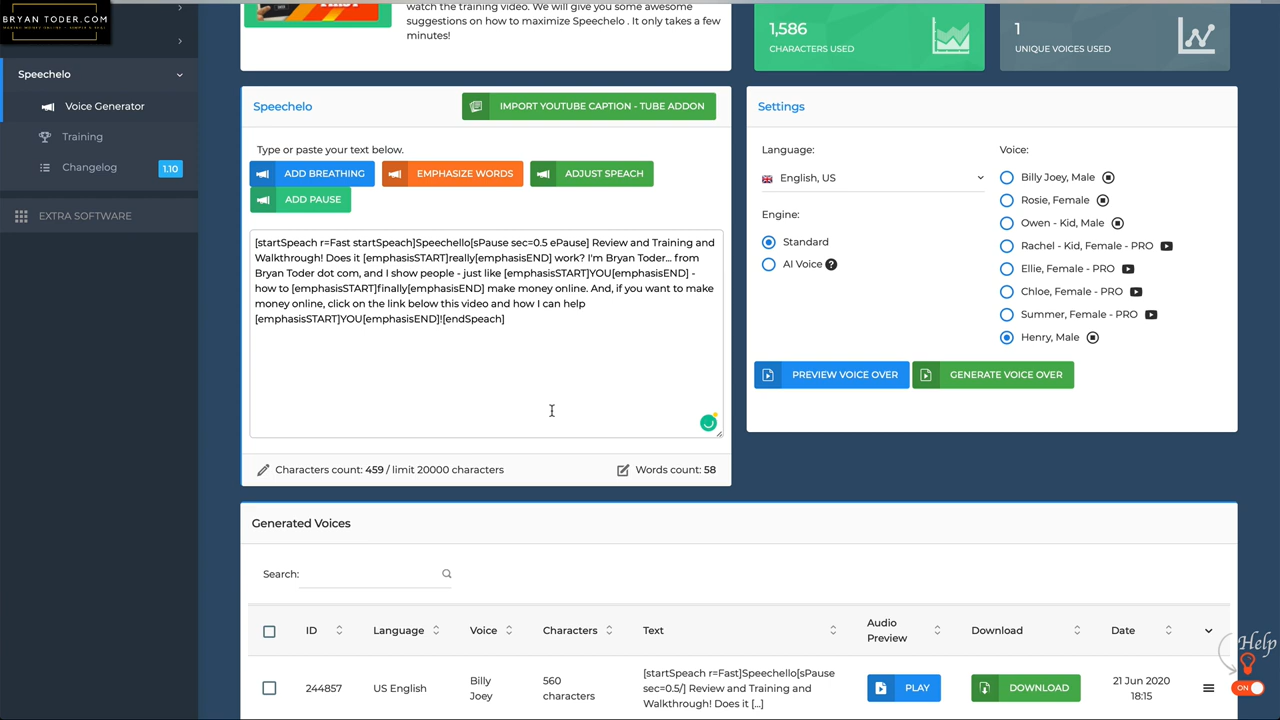 BRYAN TODER.COM
watch the training video. We will give you some awesome
suggestions on how to maximize Speechelo . It only takes a few
minutes!
1,586
CHARACTERS USED
1
UNIQUE VOICES USED
Speechelo
Voice Generator
Training
Changelog
1.10
EXTRA SOFTWARE
Speechelo
IMPORT YOUTUBE CAPTION - TUBE ADDON
Type or paste your text below.
ADD BREATHING
EMPHASIZE WORDS
ADJUST SPEACH
ADD PAUSE
[startSpeach r=Fast startSpeach]Speechello[sPause sec=0.5 ePause] Review and Training and
Walkthrough! Does it [emphasisSTART]really[emphasisEND] work? I'm Bryan Toder... from
Bryan Toder dot com, and I show people - just like [emphasisSTART]YOU[emphasisEND] -
how to [emphasisSTART]finally[emphasisEND] make money online. And, if you want to make
money online, click on the link below this video and how I can help
[emphasisSTART]YOU[emphasisEND]![endSpeach]
Characters count: 459 / limit 20000 characters
Words count: 58
Settings
Language:
English, US
Engine:
Standard
AI Voice ?
Voice:
Billy Joey, Male
Rosie, Female
Owen - Kid, Male
Rachel - Kid, Female - PRO
Ellie, Female - PRO
Chloe, Female - PRO
Summer, Female - PRO
Henry, Male
PREVIEW VOICE OVER
GENERATE VOICE OVER
Generated Voices
Search:
ID
Language
Voice
Characters
Text
Audio
Preview
Download
Date
244857
US English
Billy
Joey
560
characters
[startSpeach r=Fast]Speechello[sPause
sec=0.5/] Review and Training and
Walkthrough! Does it [...]
PLAY
DOWNLOAD
21 Jun 2020
18:15
Help
ON